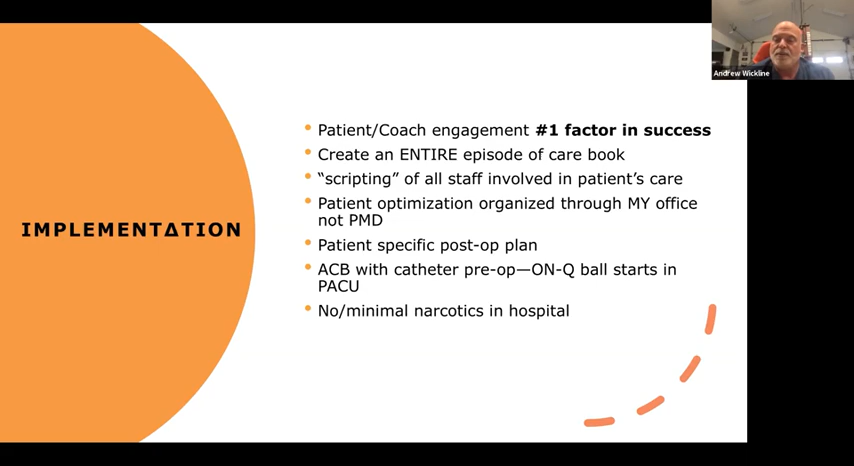 Andrew Wickline
IMPLEMENTΔTION
• Patient/Coach engagement #1 factor in success
• Create an ENTIRE episode of care book
• “scripting” of all staff involved in patient’s care
• Patient optimization organized through MY office
not PMD
• Patient specific post-op plan
• ACB with catheter pre-op—ON-Q ball starts in
PACU
• No/minimal narcotics in hospital